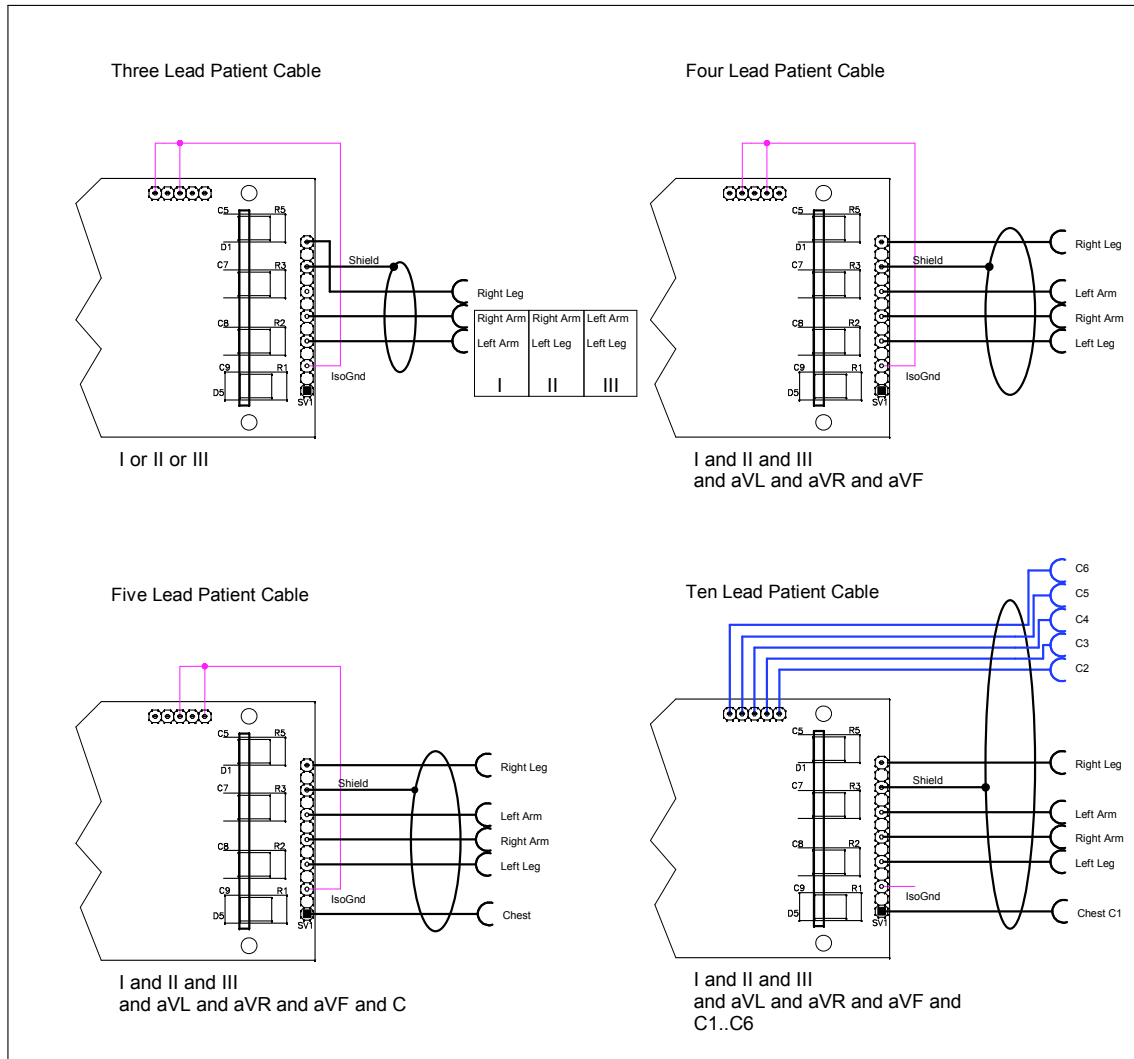 Three Lead Patient Cable
C5
R5
D1
C7
R3
Shield
Right Leg
C8
R2
Right Arm
Right Arm
Left Arm
Left Arm
Left Leg
Left Leg
C9
R1
IsoGnd
D5
SV1
I
II
III
I or II or III
Four Lead Patient Cable
C5
R5
D1
Right Leg
C7
R3
Shield
Left Arm
C8
R2
Right Arm
Left Leg
C9
R1
IsoGnd
D5
SV1
I and II and III
and aVL and aVR and aVF
Five Lead Patient Cable
C5
R5
D1
Right Leg
C7
R3
Shield
Left Arm
C8
R2
Right Arm
Left Leg
C9
R1
IsoGnd
D5
SV1
Chest
I and II and III
and aVL and aVR and aVF and C
Ten Lead Patient Cable
C6
C5
C4
C3
C2
C5
R5
D1
Right Leg
C7
R3
Shield
Left Arm
C8
R2
Right Arm
Left Leg
C9
R1
IsoGnd
D5
SV1
Chest C1
I and II and III
and aVL and aVR and aVF and
C1..C6